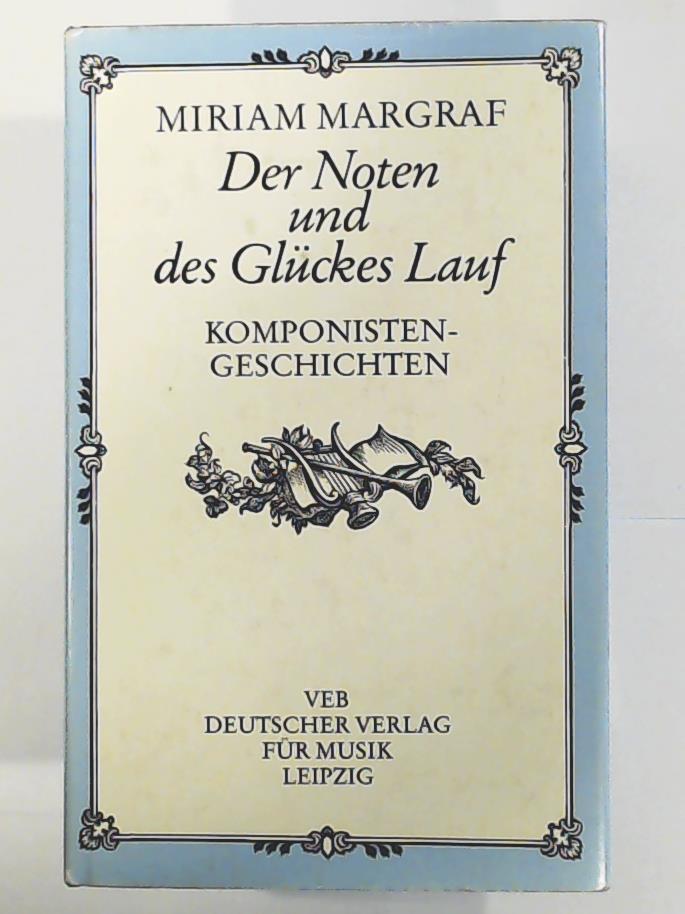 MIRIAM MARGRAF
Der Noten
und
des Glückes Lauf
KOMPONISTEN-
GESCHICHTEN
VEB
DEUTSCHER VERLAG
FÜR MUSIK
LEIPZIG